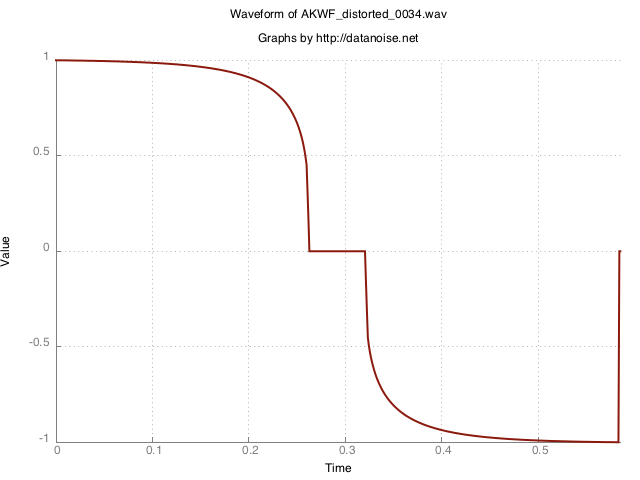 Waveform of AKWF_distorted_0034.wav
Graphs by http://datanoise.net
1
0.5
0
-0.5
-1
Value
0 0.1 0.2 0.3 0.4 0.5
Time